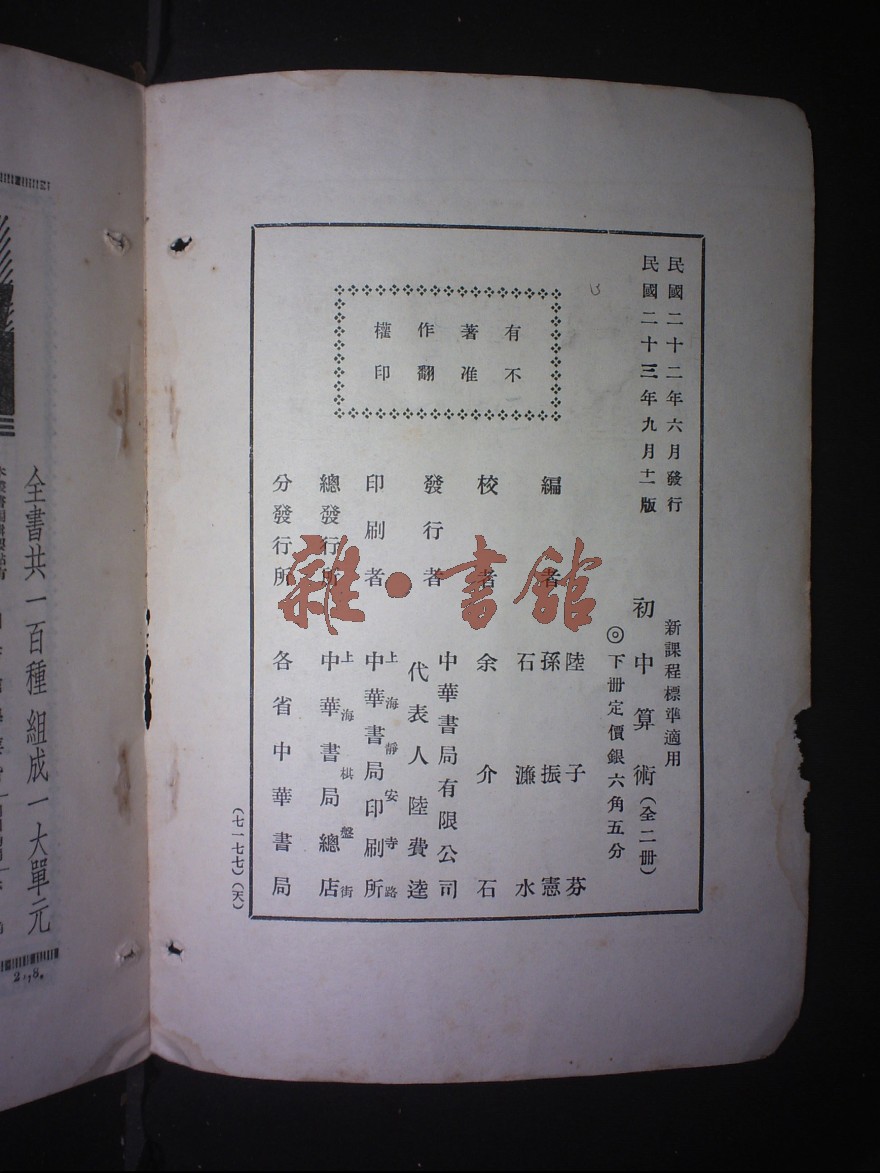 民國二十二年六月發行
民國二十三年九月十二版
新課程標準適用
初中算術(全二冊)
◎下冊定價銀六角五分
有著作權
不准翻印
編者
陸子芬
孫振憲
石濂水
校者
余介石
發行者
中華書局有限公司
代表人陸費逵
印刷者
上海靜安寺路
中華書局印刷所
總發行所
上海棋盤街
中華書局總店
分發行所
各省中華書局
(七一七七)(天)
雜·書館
全書共一百種 組成一大單元